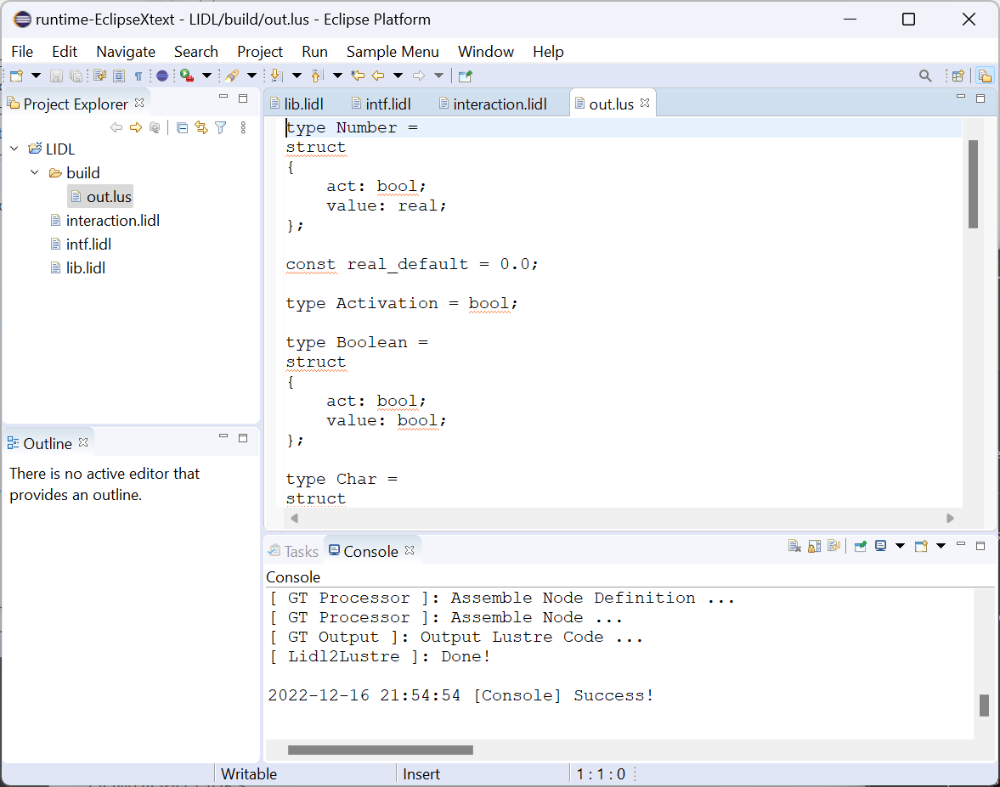 runtime-EclipseXtext - LIDL/build/out.lus - Eclipse Platform
File Edit Navigate Search Project Run Sample Menu Window Help
Project Explorer
LIDL
build
out.lus
interaction.lidl
intf.lidl
lib.lidl
Outline
There is no active editor that
provides an outline.
lib.lidl intf.lidl interaction.lidl out.lus
type Number =
struct
{
act: bool;
value: real;
};
const real_default = 0.0;
type Activation = bool;
type Boolean =
struct
{
act: bool;
value: bool;
};
type Char =
struct
Tasks Console
Console
[ GT Processor ]: Assemble Node Definition ...
[ GT Processor ]: Assemble Node ...
[ GT Output ]: Output Lustre Code ...
[ Lidl2Lustre ]: Done!
2022-12-16 21:54:54 [Console] Success!
Writable Insert 1 : 1 : 0